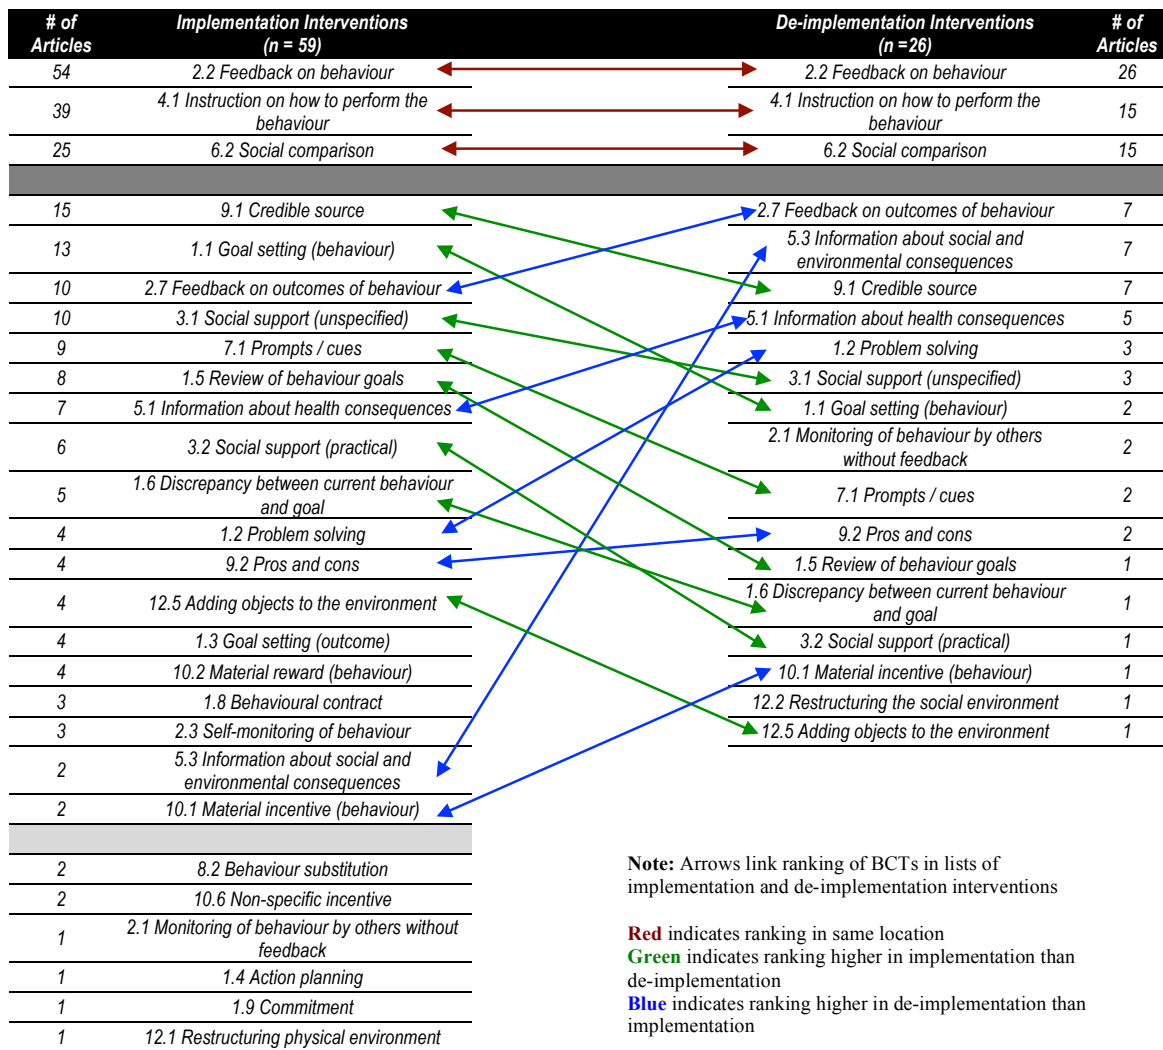 # of Articles Implementation Interventions (n = 59) De-implementation Interventions (n =26) # of Articles
54 2.2 Feedback on behaviour 2.2 Feedback on behaviour 26
39 4.1 Instruction on how to perform the behaviour 4.1 Instruction on how to perform the behaviour 15
25 6.2 Social comparison 6.2 Social comparison 15
15 9.1 Credible source 2.7 Feedback on outcomes of behaviour 7
13 1.1 Goal setting (behaviour) 5.3 Information about social and environmental consequences 7
10 2.7 Feedback on outcomes of behaviour 9.1 Credible source 7
10 3.1 Social support (unspecified) 5.1 Information about health consequences 5
9 7.1 Prompts / cues 1.2 Problem solving 3
8 1.5 Review of behaviour goals 3.1 Social support (unspecified) 3
7 5.1 Information about health consequences 1.1 Goal setting (behaviour) 2
6 3.2 Social support (practical) 2.1 Monitoring of behaviour by others without feedback 2
5 1.6 Discrepancy between current behaviour and goal 7.1 Prompts / cues 2
4 1.2 Problem solving 9.2 Pros and cons 2
4 9.2 Pros and cons 1.5 Review of behaviour goals 1
4 12.5 Adding objects to the environment 1.6 Discrepancy between current behaviour and goal 1
4 1.3 Goal setting (outcome) 3.2 Social support (practical) 1
4 10.2 Material reward (behaviour) 10.1 Material incentive (behaviour) 1
3 1.8 Behavioural contract 12.2 Restructuring the social environment 1
3 2.3 Self-monitoring of behaviour 12.5 Adding objects to the environment 1
2 5.3 Information about social and environmental consequences
2 10.1 Material incentive (behaviour)
2 8.2 Behaviour substitution
2 10.6 Non-specific incentive
1 2.1 Monitoring of behaviour by others without feedback
1 1.4 Action planning
1 1.9 Commitment
1 12.1 Restructuring physical environment
Note: Arrows link ranking of BCTs in lists of
implementation and de-implementation interventions
Red indicates ranking in same location
Green indicates ranking higher in implementation than
de-implementation
Blue indicates ranking higher in de-implementation than
implementation